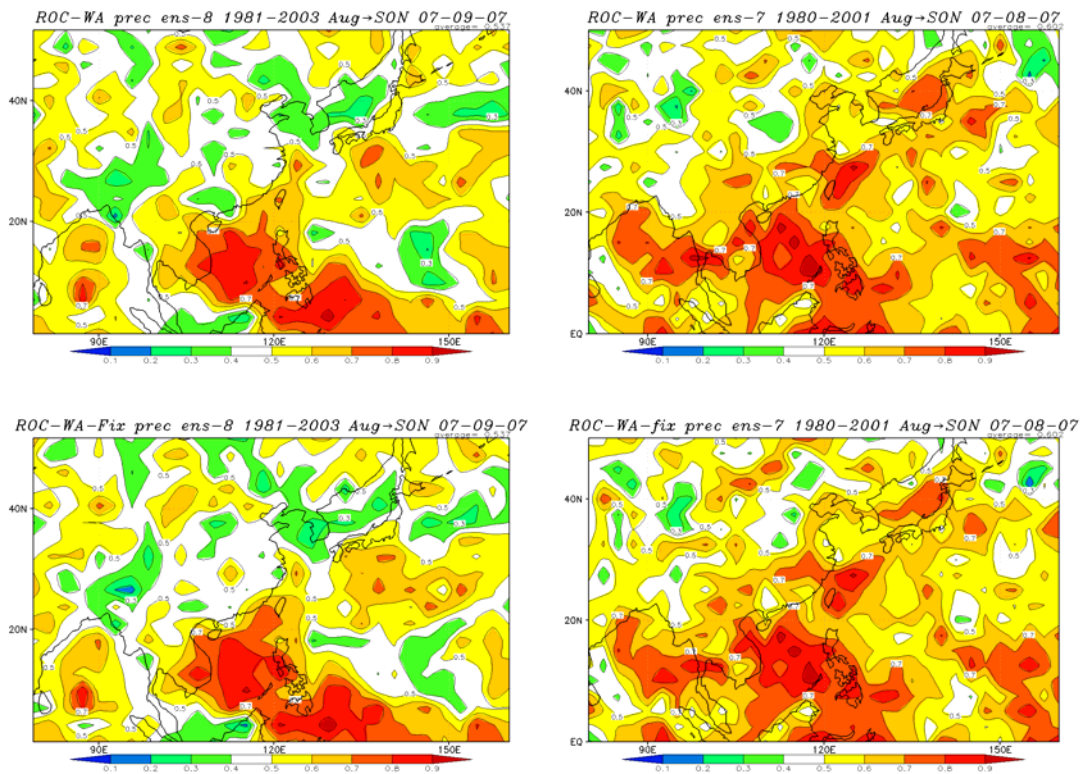 ROC-WA prec ens-8 1981-2003 Aug→SON 07-09-07
average= 0.537
40N
20N
90E 120E 150E
0.1 0.2 0.3 0.4 0.5 0.6 0.7 0.8 0.9
ROC-WA prec ens-7 1980-2001 Aug→SON 07-08-07
average= 0.602
40N
20N
EQ
90E 120E 150E
0.1 0.2 0.3 0.4 0.5 0.6 0.7 0.8 0.9
ROC-WA-Fix prec ens-8 1981-2003 Aug→SON 07-09-07
average= 0.537
40N
20N
90E 120E 150E
0.1 0.2 0.3 0.4 0.5 0.6 0.7 0.8 0.9
ROC-WA-fix prec ens-7 1980-2001 Aug→SON 07-08-07
average= 0.602
40N
20N
EQ
90E 120E 150E
0.1 0.2 0.3 0.4 0.5 0.6 0.7 0.8 0.9